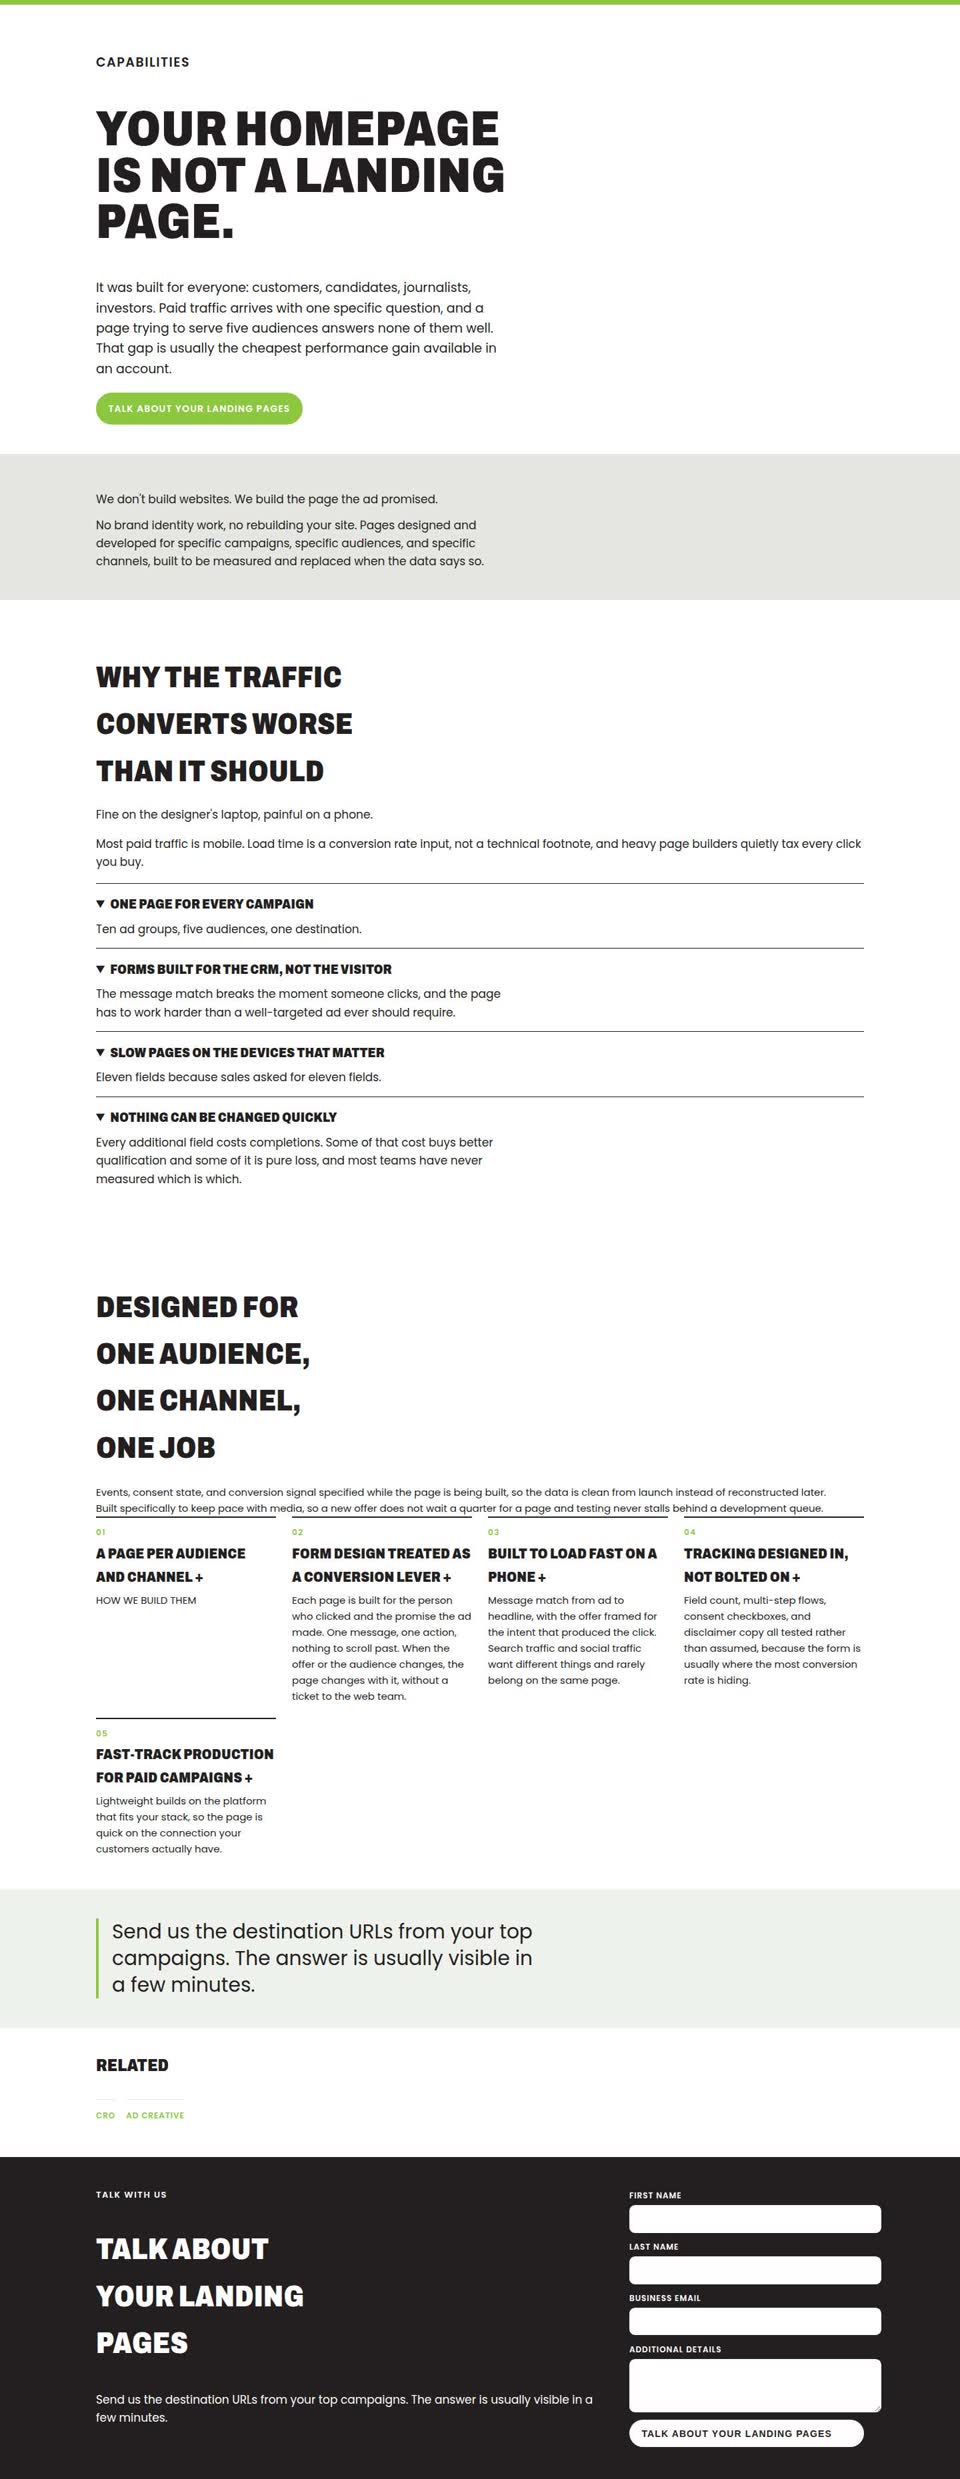 CAPABILITIES
YOUR HOMEPAGE
IS NOT A LANDING
PAGE.
It was built for everyone: customers, candidates, journalists,
investors. Paid traffic arrives with one specific question, and a
page trying to serve five audiences answers none of them well.
That gap is usually the cheapest performance gain available in
an account.
TALK ABOUT YOUR LANDING PAGES
We don't build websites. We build the page the ad promised.
No brand identity work, no rebuilding your site. Pages designed and
developed for specific campaigns, specific audiences, and specific
channels, built to be measured and replaced when the data says so.
WHY THE TRAFFIC
CONVERTS WORSE
THAN IT SHOULD
Fine on the designer's laptop, painful on a phone.
Most paid traffic is mobile. Load time is a conversion rate input, not a technical footnote, and heavy page builders quietly tax every click
you buy.
▼ ONE PAGE FOR EVERY CAMPAIGN
Ten ad groups, five audiences, one destination.
▼ FORMS BUILT FOR THE CRM, NOT THE VISITOR
The message match breaks the moment someone clicks, and the page
has to work harder than a well-targeted ad ever should require.
▼ SLOW PAGES ON THE DEVICES THAT MATTER
Eleven fields because sales asked for eleven fields.
▼ NOTHING CAN BE CHANGED QUICKLY
Every additional field costs completions. Some of that cost buys better
qualification and some of it is pure loss, and most teams have never
measured which is which.
DESIGNED FOR
ONE AUDIENCE,
ONE CHANNEL,
ONE JOB
Events, consent state, and conversion signal specified while the page is being built, so the data is clean from launch instead of reconstructed later.
Built specifically to keep pace with media, so a new offer does not wait a quarter for a page and testing never stalls behind a development queue.
01
A PAGE PER AUDIENCE
AND CHANNEL +
HOW WE BUILD THEM
02
FORM DESIGN TREATED AS
A CONVERSION LEVER +
Each page is built for the person
who clicked and the promise the ad
made. One message, one action,
nothing to scroll past. When the
offer or the audience changes, the
page changes with it, without a
ticket to the web team.
03
BUILT TO LOAD FAST ON A
PHONE +
Message match from ad to
headline, with the offer framed for
the intent that produced the click.
Search traffic and social traffic
want different things and rarely
belong on the same page.
04
TRACKING DESIGNED IN,
NOT BOLTED ON +
Field count, multi-step flows,
consent checkboxes, and
disclaimer copy all tested rather
than assumed, because the form is
usually where the most conversion
rate is hiding.
05
FAST-TRACK PRODUCTION
FOR PAID CAMPAIGNS +
Lightweight builds on the platform
that fits your stack, so the page is
quick on the connection your
customers actually have.
Send us the destination URLs from your top
campaigns. The answer is usually visible in
a few minutes.
RELATED
CRO AD CREATIVE
TALK WITH US
TALK ABOUT
YOUR LANDING
PAGES
Send us the destination URLs from your top campaigns. The answer is usually visible in a
few minutes.
FIRST NAME
LAST NAME
BUSINESS EMAIL
ADDITIONAL DETAILS
TALK ABOUT YOUR LANDING PAGES